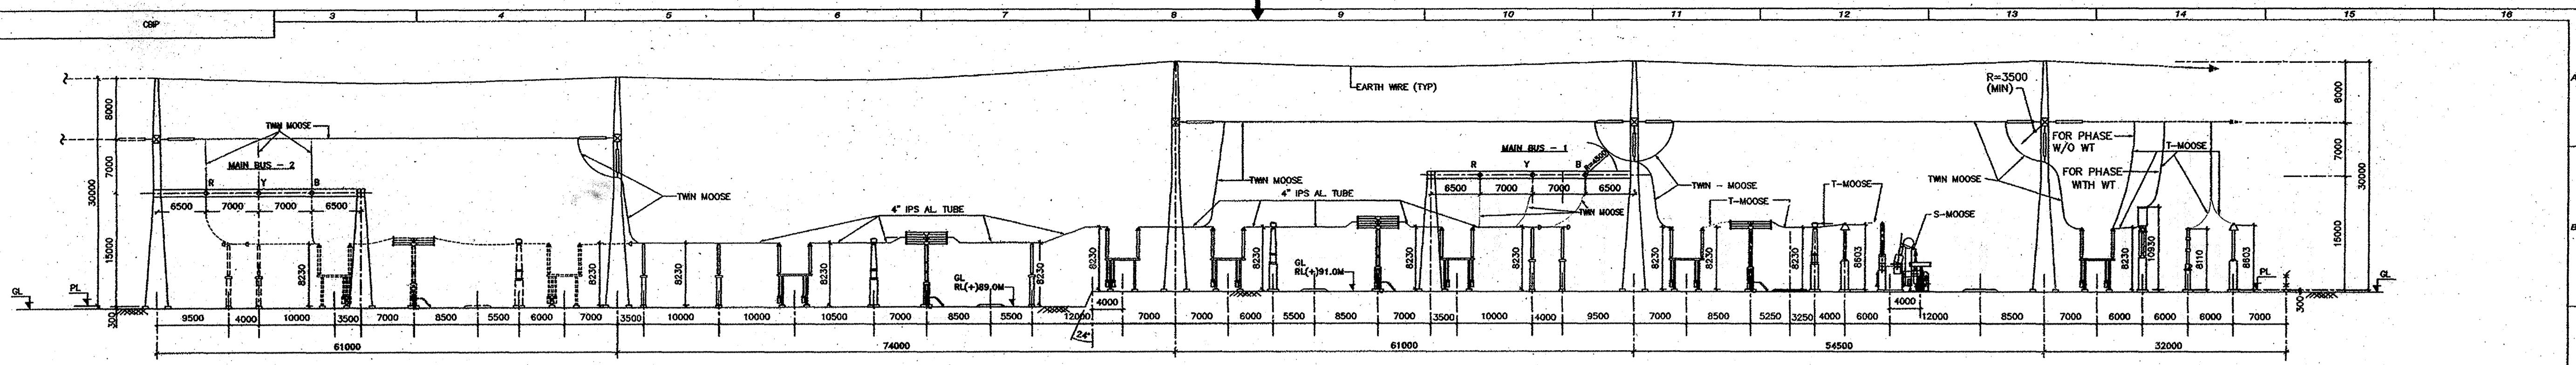 3 4 5 6 7 8 9 10 11 12 13 14 15 16
CBIP
A
R=3500
(MIN)
EARTH WIRE (TYP)
8000
8000
TWIN MOOSE
FOR PHASE
W/O WT
T-MOOSE
MAIN BUS - 2
MAIN BUS - 1
7000
7000
30000
30000
R Y B
R Y B
R=4500
FOR PHASE
WITH WT
TWIN MOOSE
TWIN MOOSE
TWIN - MOOSE
T-MOOSE
TWIN MOOSE
6500 7000 7000 6500
4" IPS AL. TUBE
4" IPS AL. TUBE
6500 7000 7000 6500
TWIN MOOSE
T-MOOSE
S-MOOSE
15000
15000
B
8230 8230 8230 8230 8230 8230 8230 8230 8230 8230 8230 8230 8230 8603 8230 10930 8110 8803
GL
RL(+)89.0M
GL
RL(+)91.0M
GL PL
PL GL
300
300
4000
4000
9500 4000 10000 3500 7000 8500 5500 6000 7000 3500 10000 10000 10500 7000 8500 5500 12000 7000 7000 6000 5500 8500 7000 3500 10000 4000 9500 7000 8500 5250 3250 4000 6000 12000 8500 7000 6000 6000 6000 7000
24°
61000 74000 61000 54500 32000